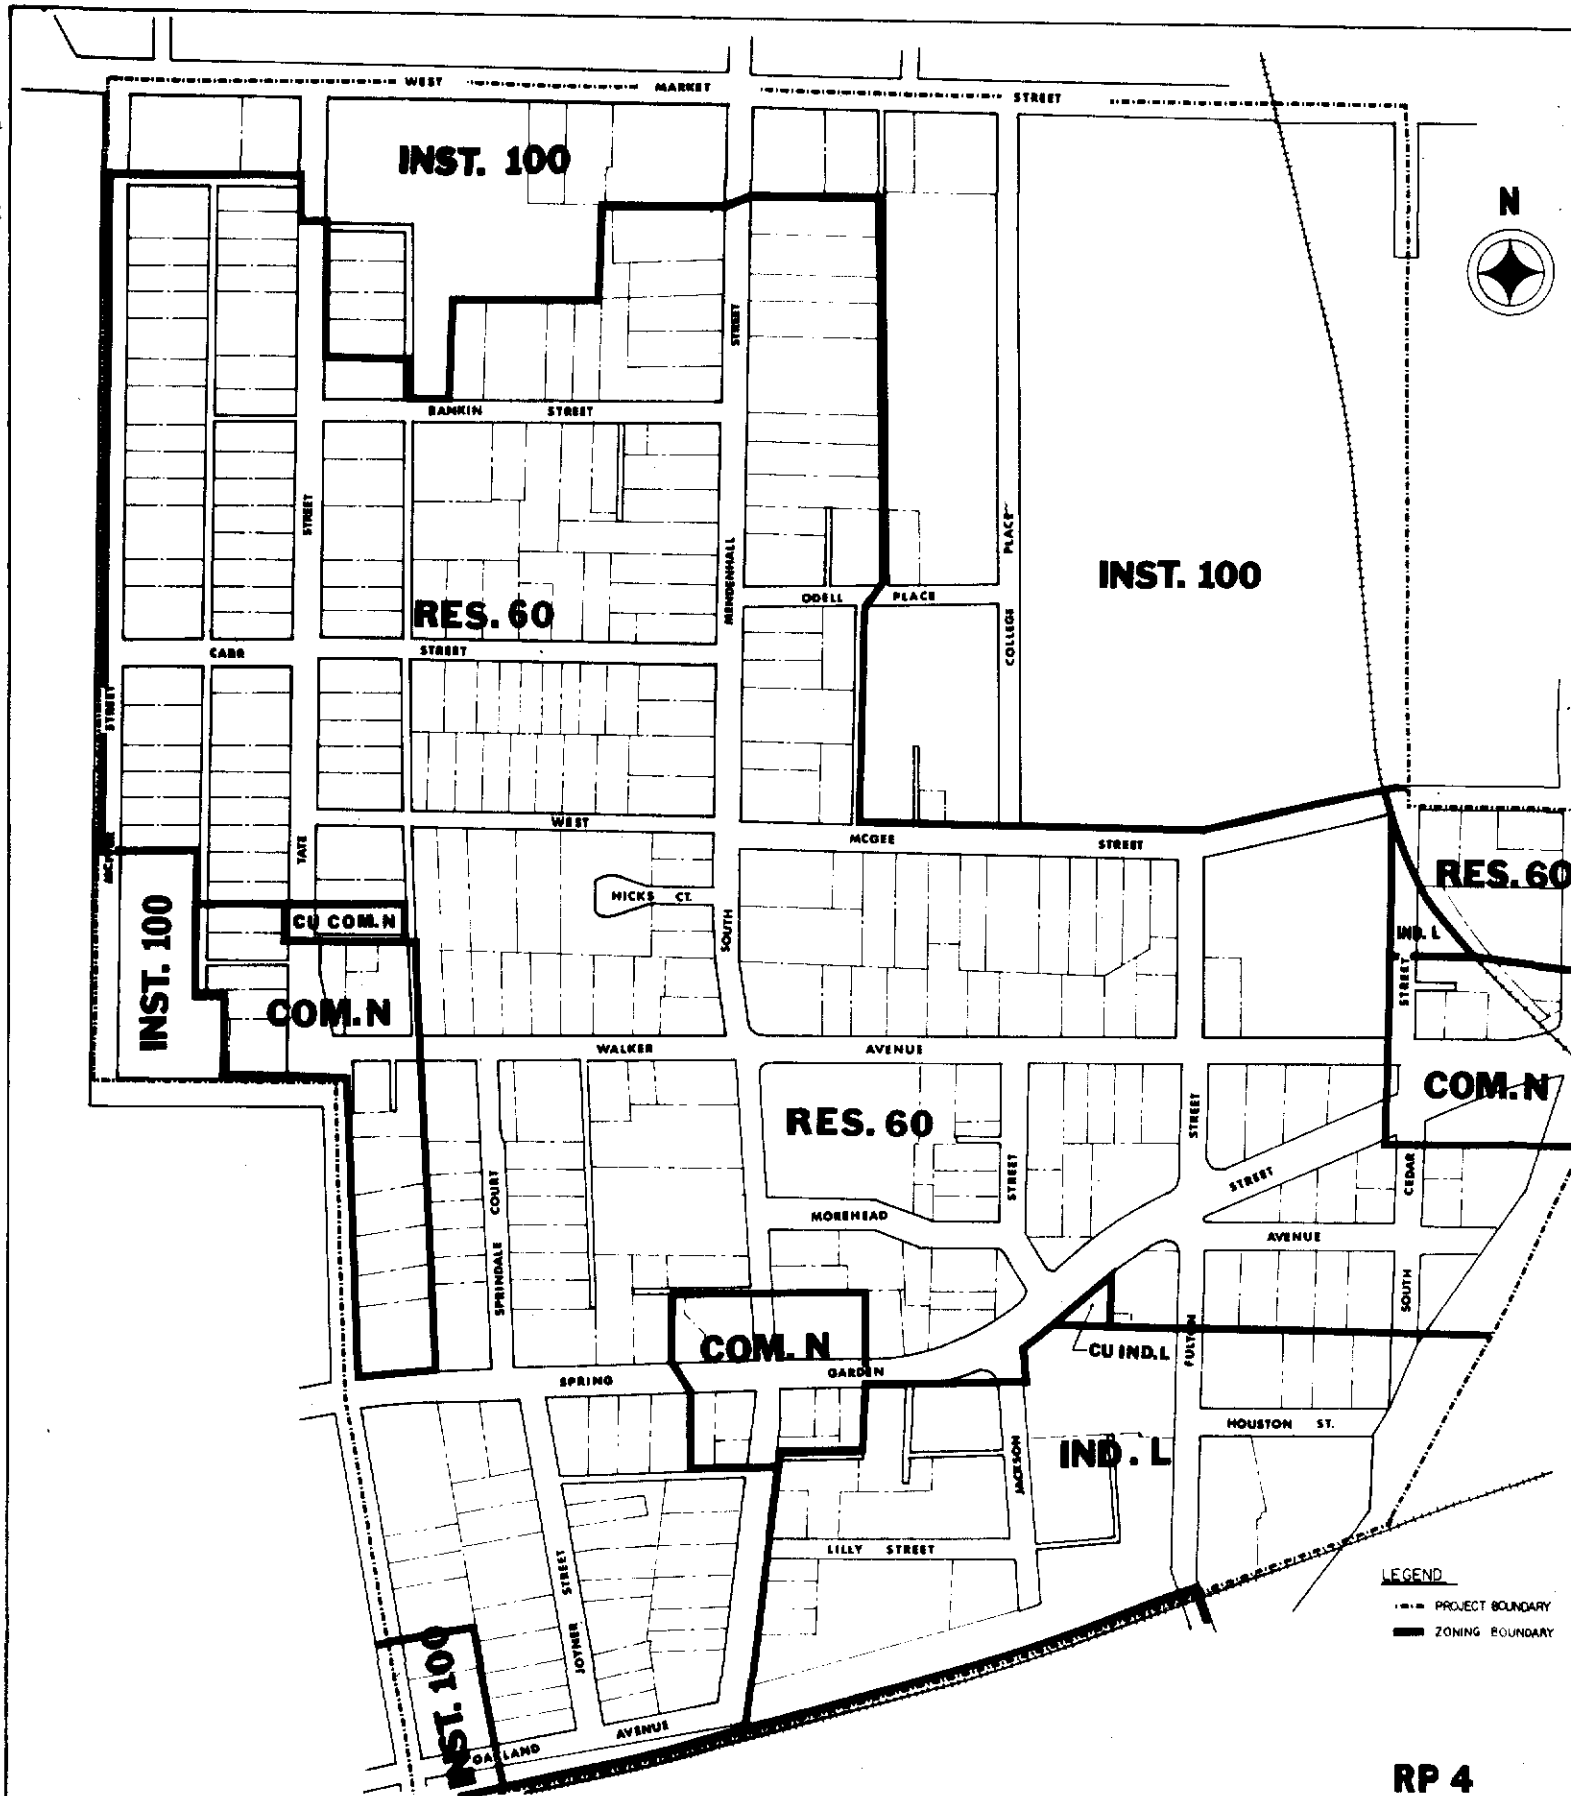 WEST MARKET STREET
INST. 100
N
STREET
BANKIN STREET
STREET
PLACE
MENDENHALL
INST. 100
ODELL PLACE
RES. 60
COLLEGE
CARR STREET
STREET
WEST
MCGEE STREET
TATE
RES. 60
HICKS CT.
INST. 100
CU COM. N
SOUTH
IND. L
STREET
COM. N
WALKER AVENUE
COM. N
RES. 60
STREET
STREET
STREET
CEDAR
COURT
MOREHEAD
AVENUE
SPRINDALE
SOUTH
COM. N
CU IND. L
FULTON
SPRING GARDEN
HOUSTON ST.
IND. L
JACKSON
LILLY STREET
STREET
LEGEND
PROJECT BOUNDARY
ZONING BOUNDARY
JOYNER
INST. 100
OAKLAND AVENUE
RP 4